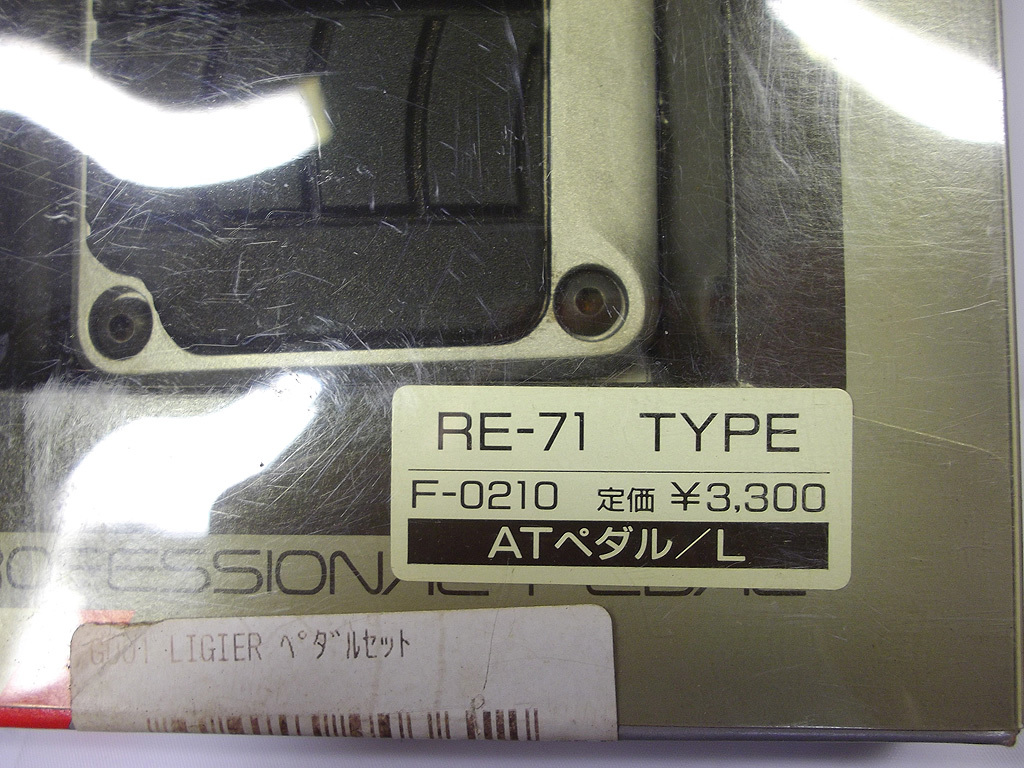 RE-71 TYPE
F-0210 定価 ¥3,300
ATペダル/L
PROFESSIONAL PEDAL
LIGIER ペダルセット